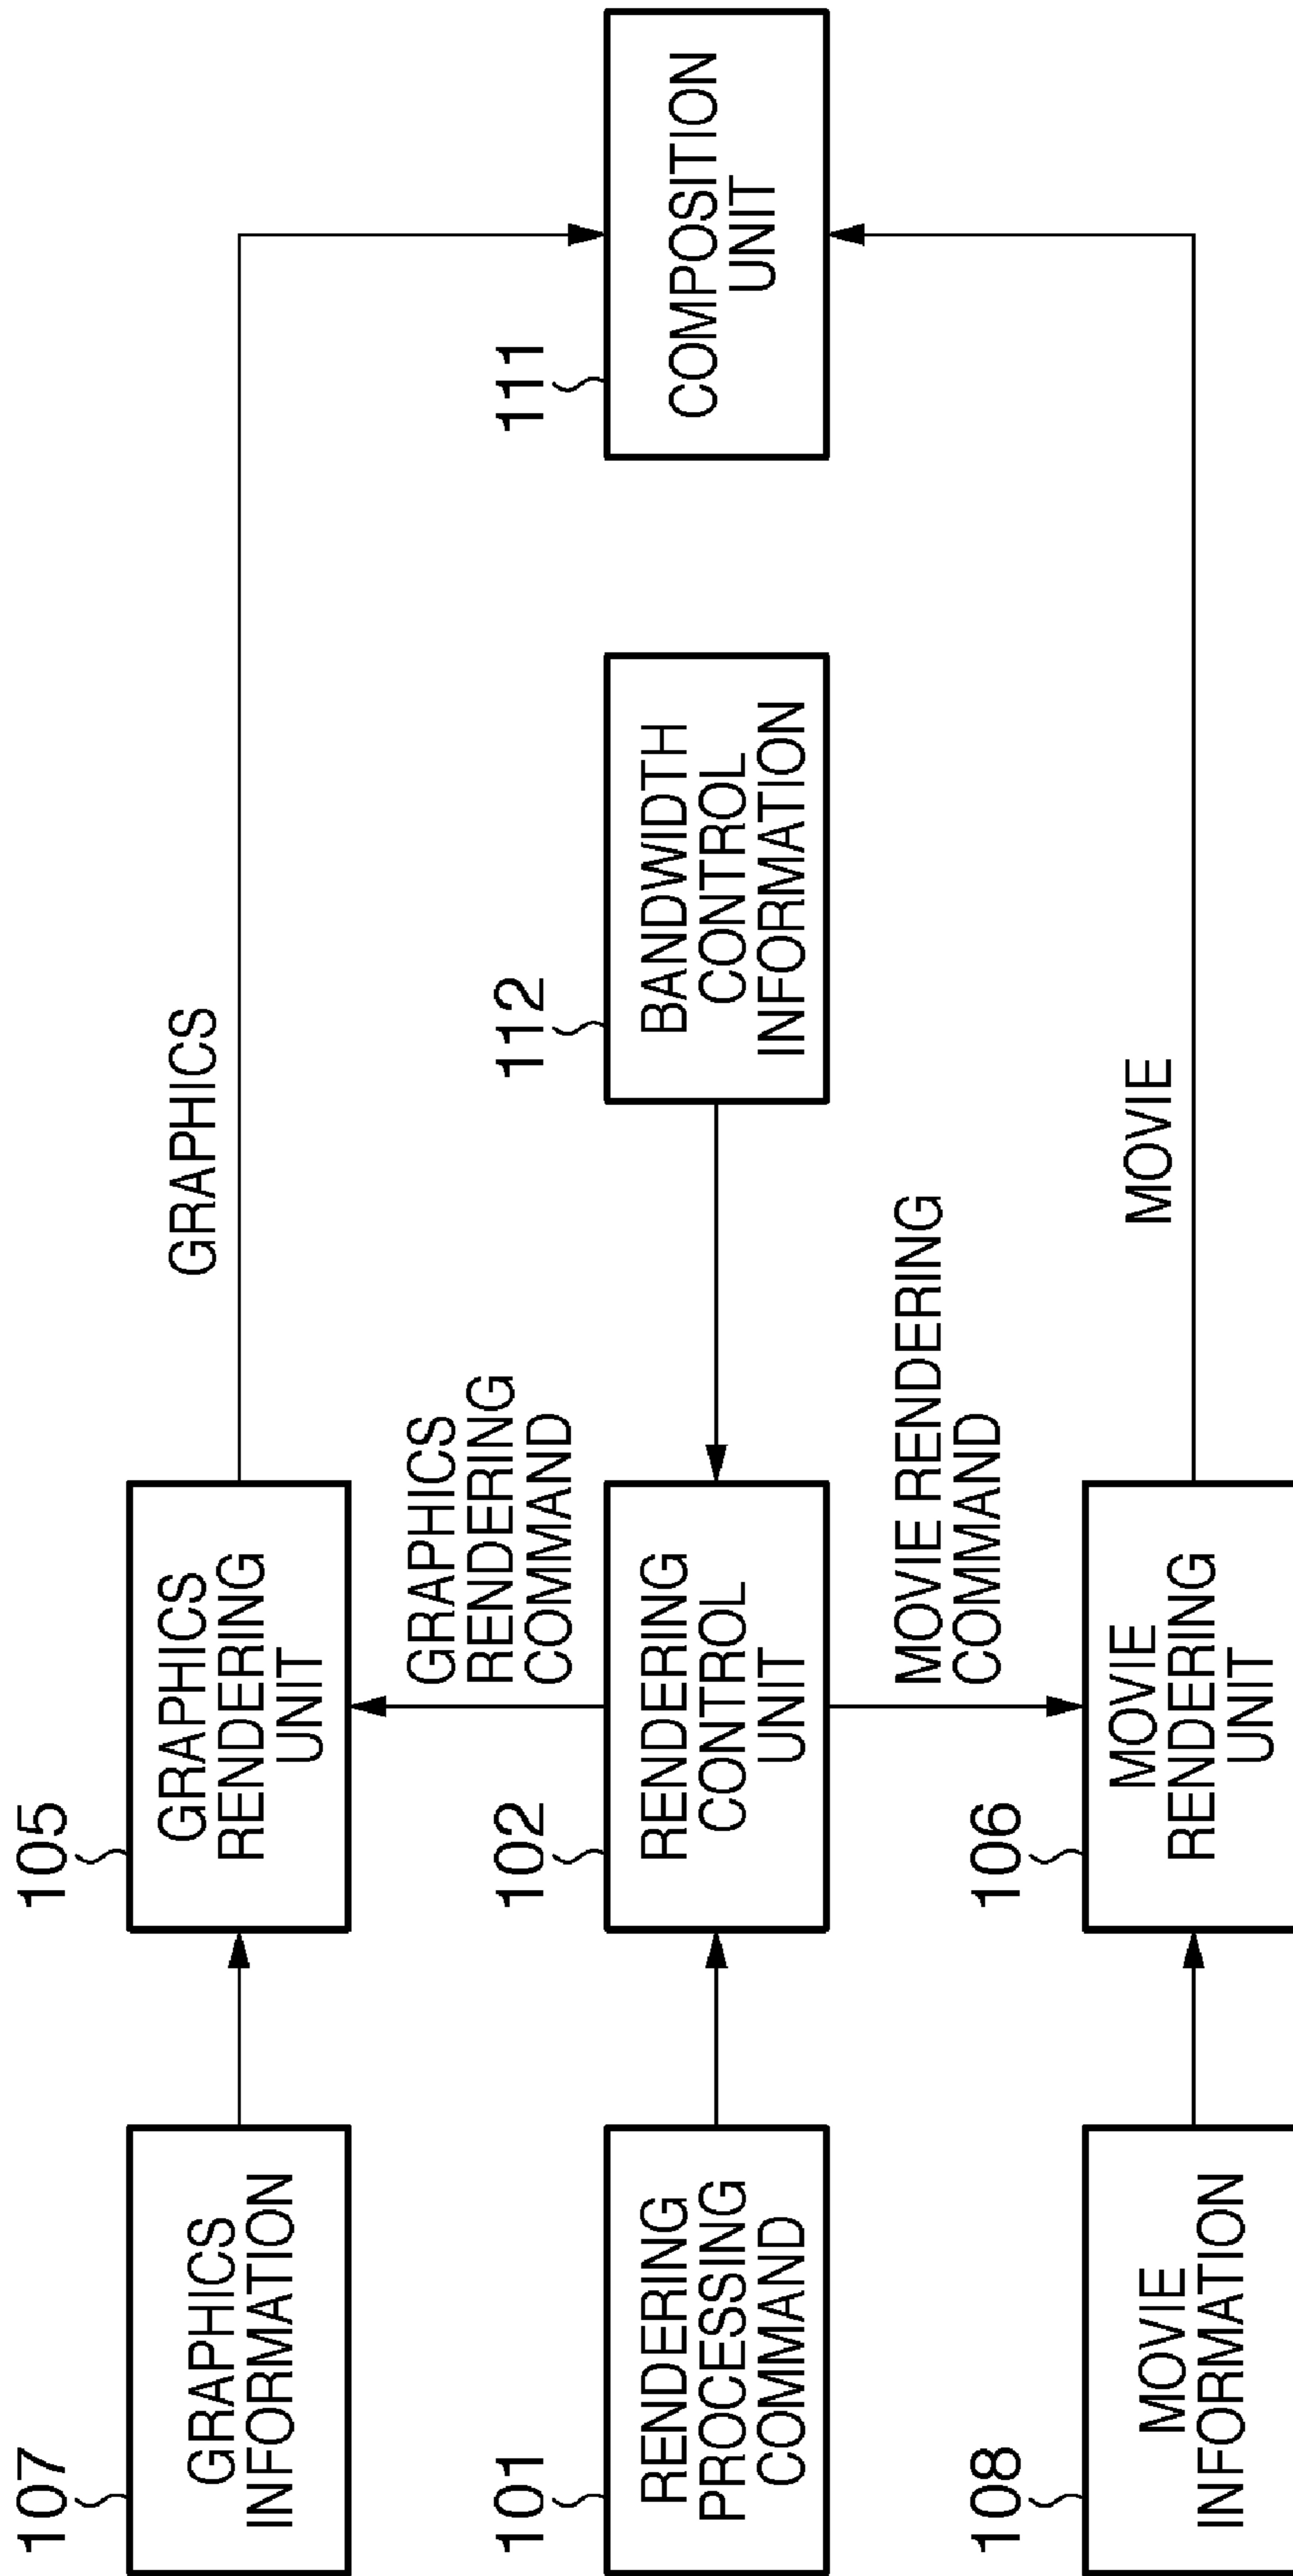 107
GRAPHICS
INFORMATION
105
GRAPHICS
RENDERING
UNIT
GRAPHICS
101
RENDERING
PROCESSING
COMMAND
102
RENDERING
CONTROL
UNIT
GRAPHICS
RENDERING
COMMAND
112
BANDWIDTH
CONTROL
INFORMATION
111
COMPOSITION
UNIT
MOVIE RENDERING
COMMAND
108
MOVIE
INFORMATION
106
MOVIE
RENDERING
UNIT
MOVIE